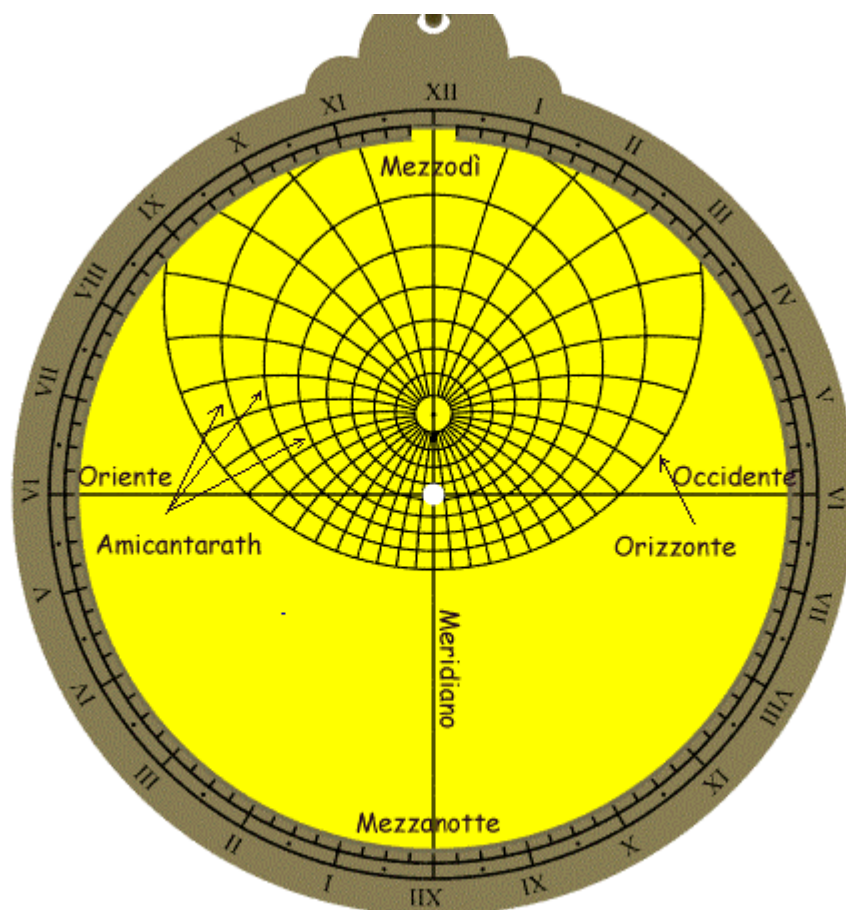 XII
XI
I
X
II
IX
III
VIII
IV
VII
V
VI
VI
V
VII
IV
VIII
III
IX
II
X
I
XI
XII
Mezzodì
Oriente
Occidente
Amicantarath
Orizzonte
Meridiano
Mezzanotte